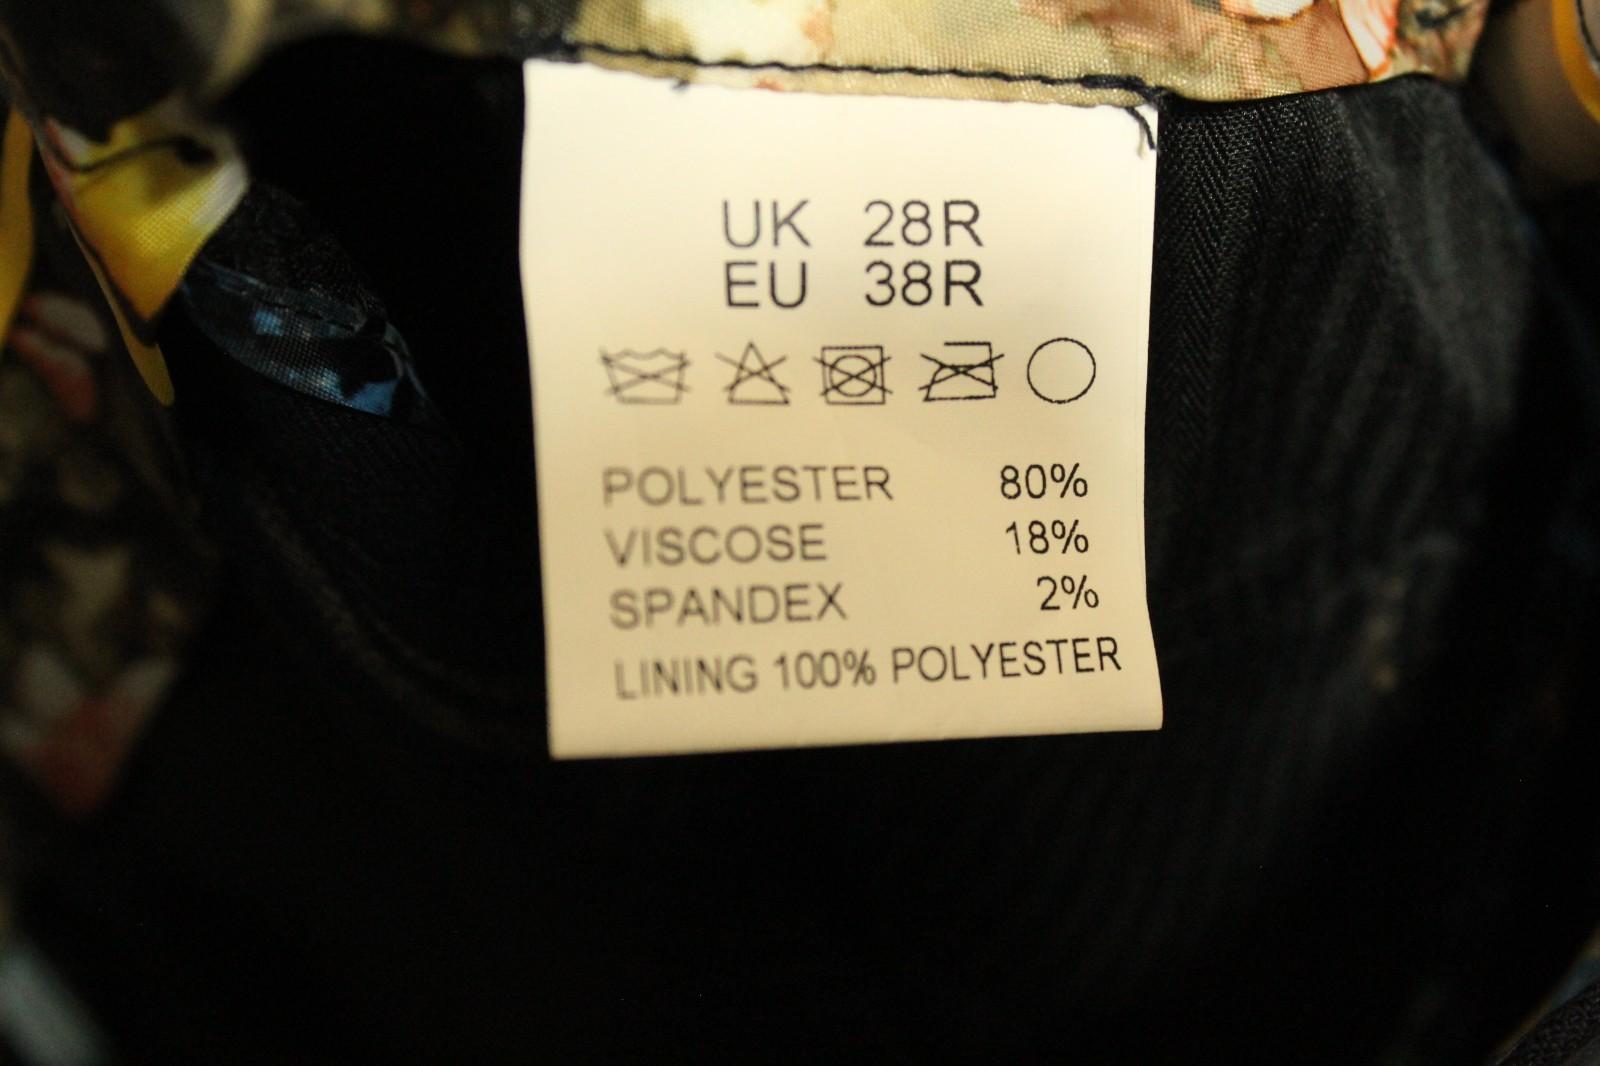 UK 28R
EU 38R
POLYESTER 80%
VISCOSE 18%
SPANDEX 2%
LINING 100% POLYESTER